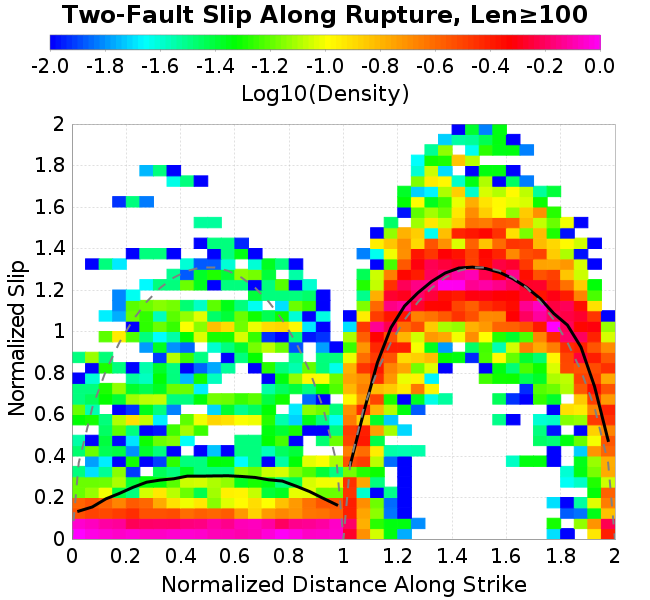 Two-Fault Slip Along Rupture, Len≥100
-2.0 -1.8 -1.6 -1.4 -1.2 -1.0 -0.8 -0.6 -0.4 -0.2 0.0
Log10(Density)
2
1.8
1.6
1.4
1.2
1
0.8
0.6
0.4
0.2
0
Normalized Slip
0 0.2 0.4 0.6 0.8 1 1.2 1.4 1.6 1.8 2
Normalized Distance Along Strike